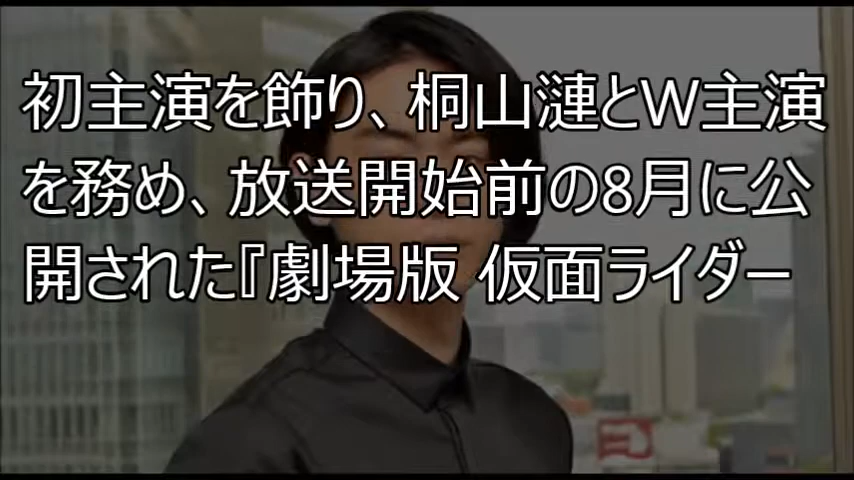 初主演を飾り、桐山漣とW主演
を務め、放送開始前の8月に公
開された『劇場版 仮面ライダー